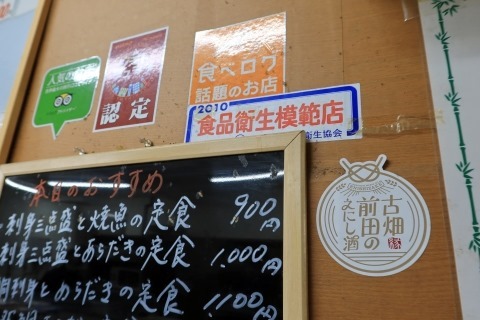 人気の
認定
食べログ
話題のお店
2010
食品衛生模範店
衛生協会
本日のおすすめ
刺身三点盛と焼魚の定食 900円
刺身三点盛とあらだきの定食 1.000円
刺身とあらだきの定食 1100円
古畑
前田の
えにし酒